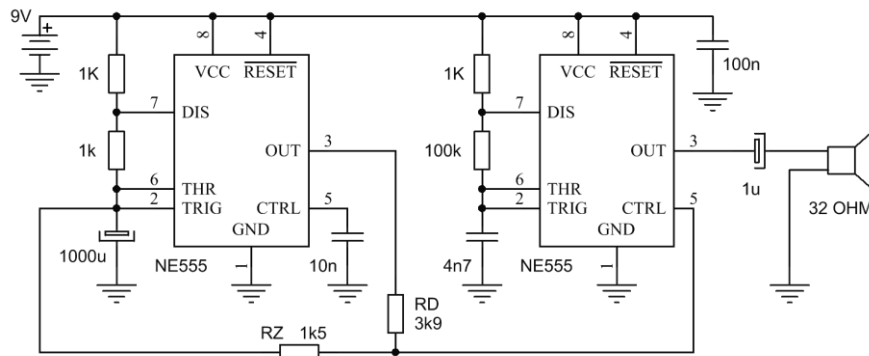 9V
+
8
4
VCC
RESET
1K
7
DIS
1k
OUT
3
6
THR
2
TRIG
CTRL
5
GND
1000u
NE555
1
10n
RZ 1k5
RD
3k9
8
4
VCC
RESET
1K
7
DIS
100k
OUT
3
6
THR
2
TRIG
CTRL
5
GND
4n7
NE555
1
100n
1u
32 OHM